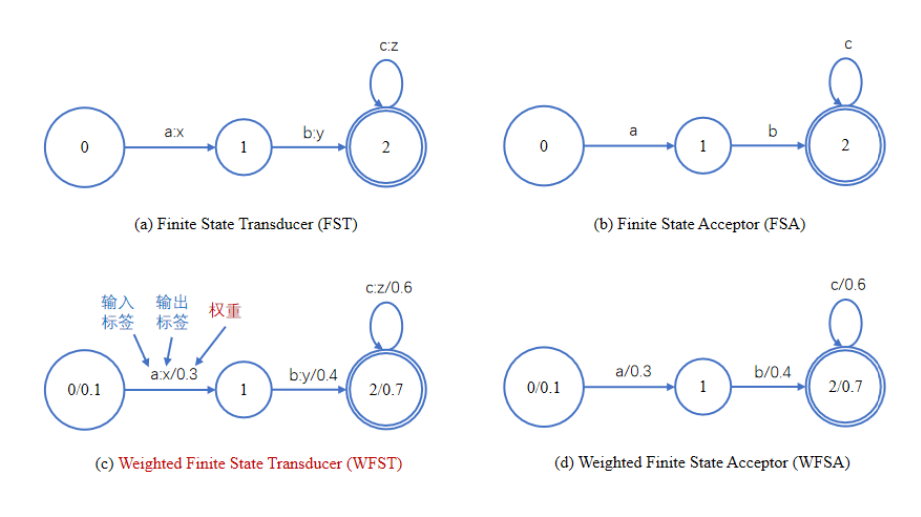 c:z
0
a:x
1
b:y
2
(a) Finite State Transducer (FST)
c
0
a
1
b
2
(b) Finite State Acceptor (FSA)
输入
标签
输出
标签
权重
c:z/0.6
0/0.1
a:x/0.3
1
b:y/0.4
2/0.7
(c) Weighted Finite State Transducer (WFST)
c/0.6
0/0.1
a/0.3
1
b/0.4
2/0.7
(d) Weighted Finite State Acceptor (WFSA)